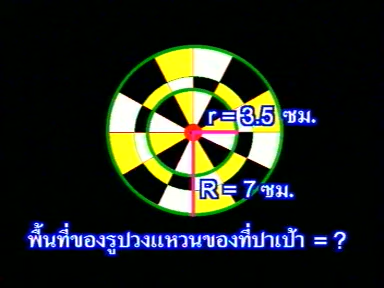 r = 3.5 ซม.
R = 7 ซม.
พื้นที่ของรูปวงแหวนของที่ปาเป้า = ?